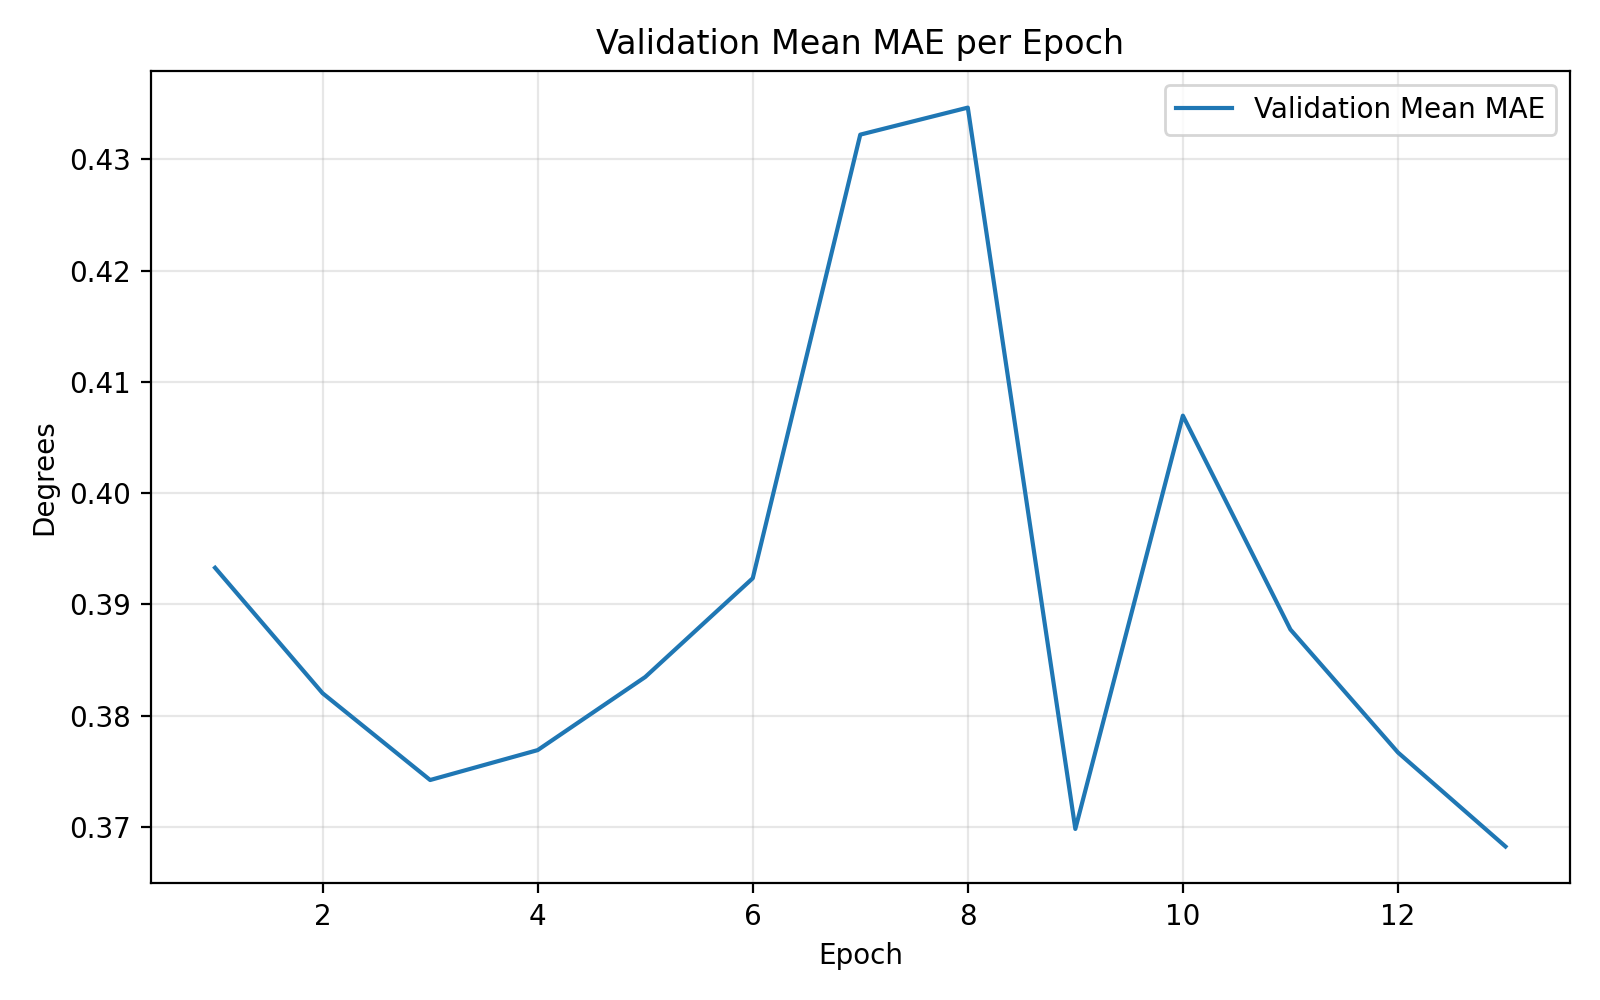 Validation Mean MAE per Epoch
Validation Mean MAE
0.43
0.42
0.41
0.40
0.39
0.38
0.37
Degrees
2 4 6 8 10 12
Epoch